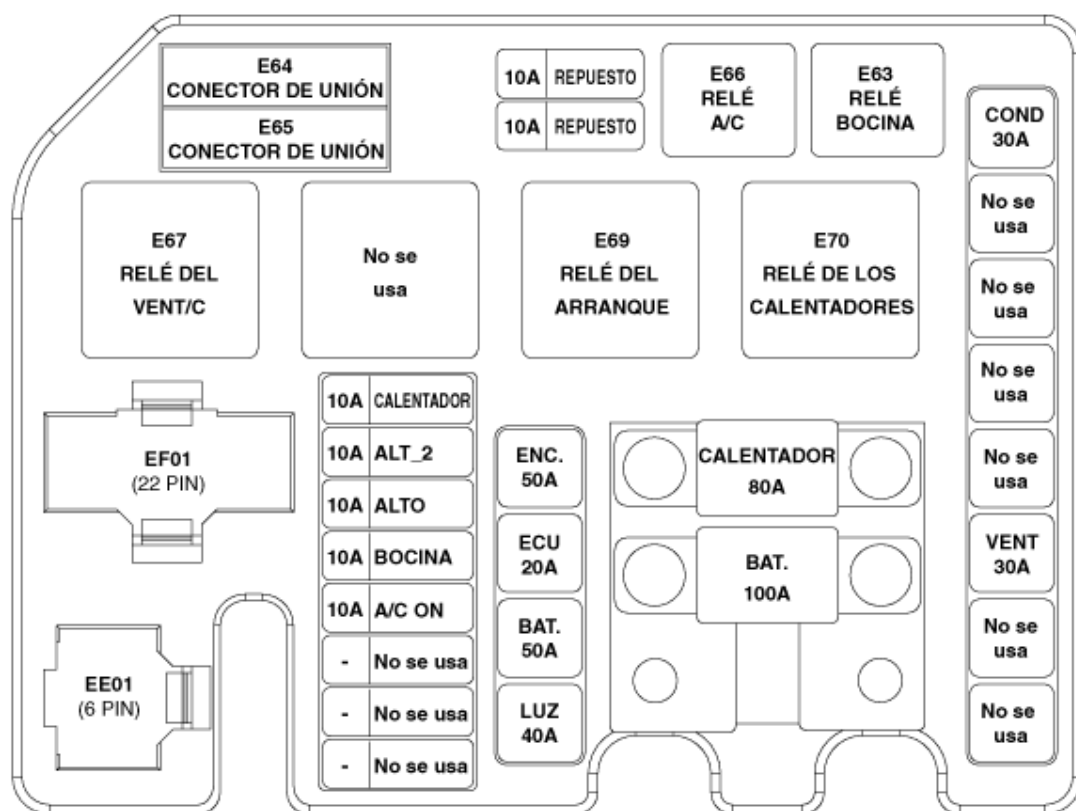 E64
CONECTOR DE UNIÓN
E65
CONECTOR DE UNIÓN
10A REPUESTO
10A REPUESTO
E66
RELÉ
A/C
E63
RELÉ
BOCINA
COND
30A
No se
usa
No se
usa
No se
usa
No se
usa
VENT
30A
No se
usa
No se
usa
E67
RELÉ DEL
VENT/C
No se
usa
E69
RELÉ DEL
ARRANQUE
E70
RELÉ DE LOS
CALENTADORES
EF01
(22 PIN)
EE01
(6 PIN)
10A CALENTADOR
10A ALT_2
10A ALTO
10A BOCINA
10A A/C ON
- No se usa
- No se usa
- No se usa
ENC.
50A
ECU
20A
BAT.
50A
LUZ
40A
CALENTADOR
80A
BAT.
100A